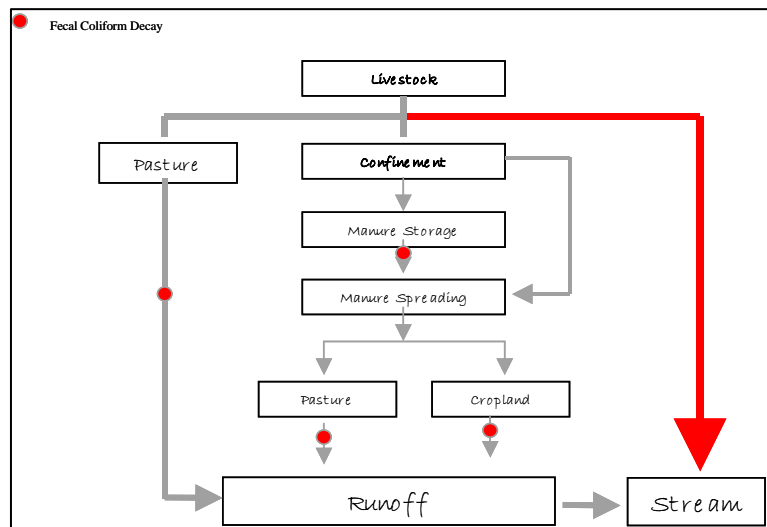 Fecal Coliform Decay
Livestock
Pasture
Confinement
Manure Storage
Manure Spreading
Pasture
Cropland
Runoff
Stream